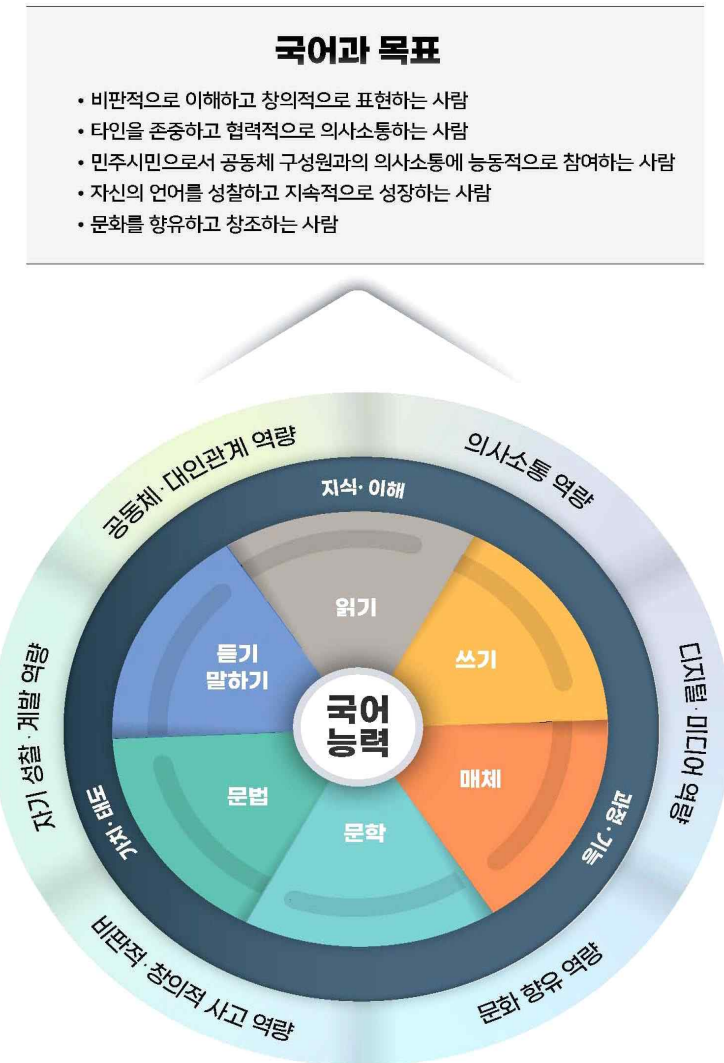 국어과 목표
• 비판적으로 이해하고 창의적으로 표현하는 사람
• 타인을 존중하고 협력적으로 의사소통하는 사람
• 민주시민으로서 공동체 구성원과의 의사소통에 능동적으로 참여하는 사람
• 자신의 언어를 성찰하고 지속적으로 성장하는 사람
• 문화를 향유하고 창조하는 사람
공동체·대인관계 역량
의사소통 역량
지식·이해
읽기
듣기
말하기
쓰기
국어
능력
자기 성찰·계발 역량
디지털·미디어 역량
문법
매체
문학
가치·태도
과정·기능
비판적·창의적 사고 역량
문화 향유 역량